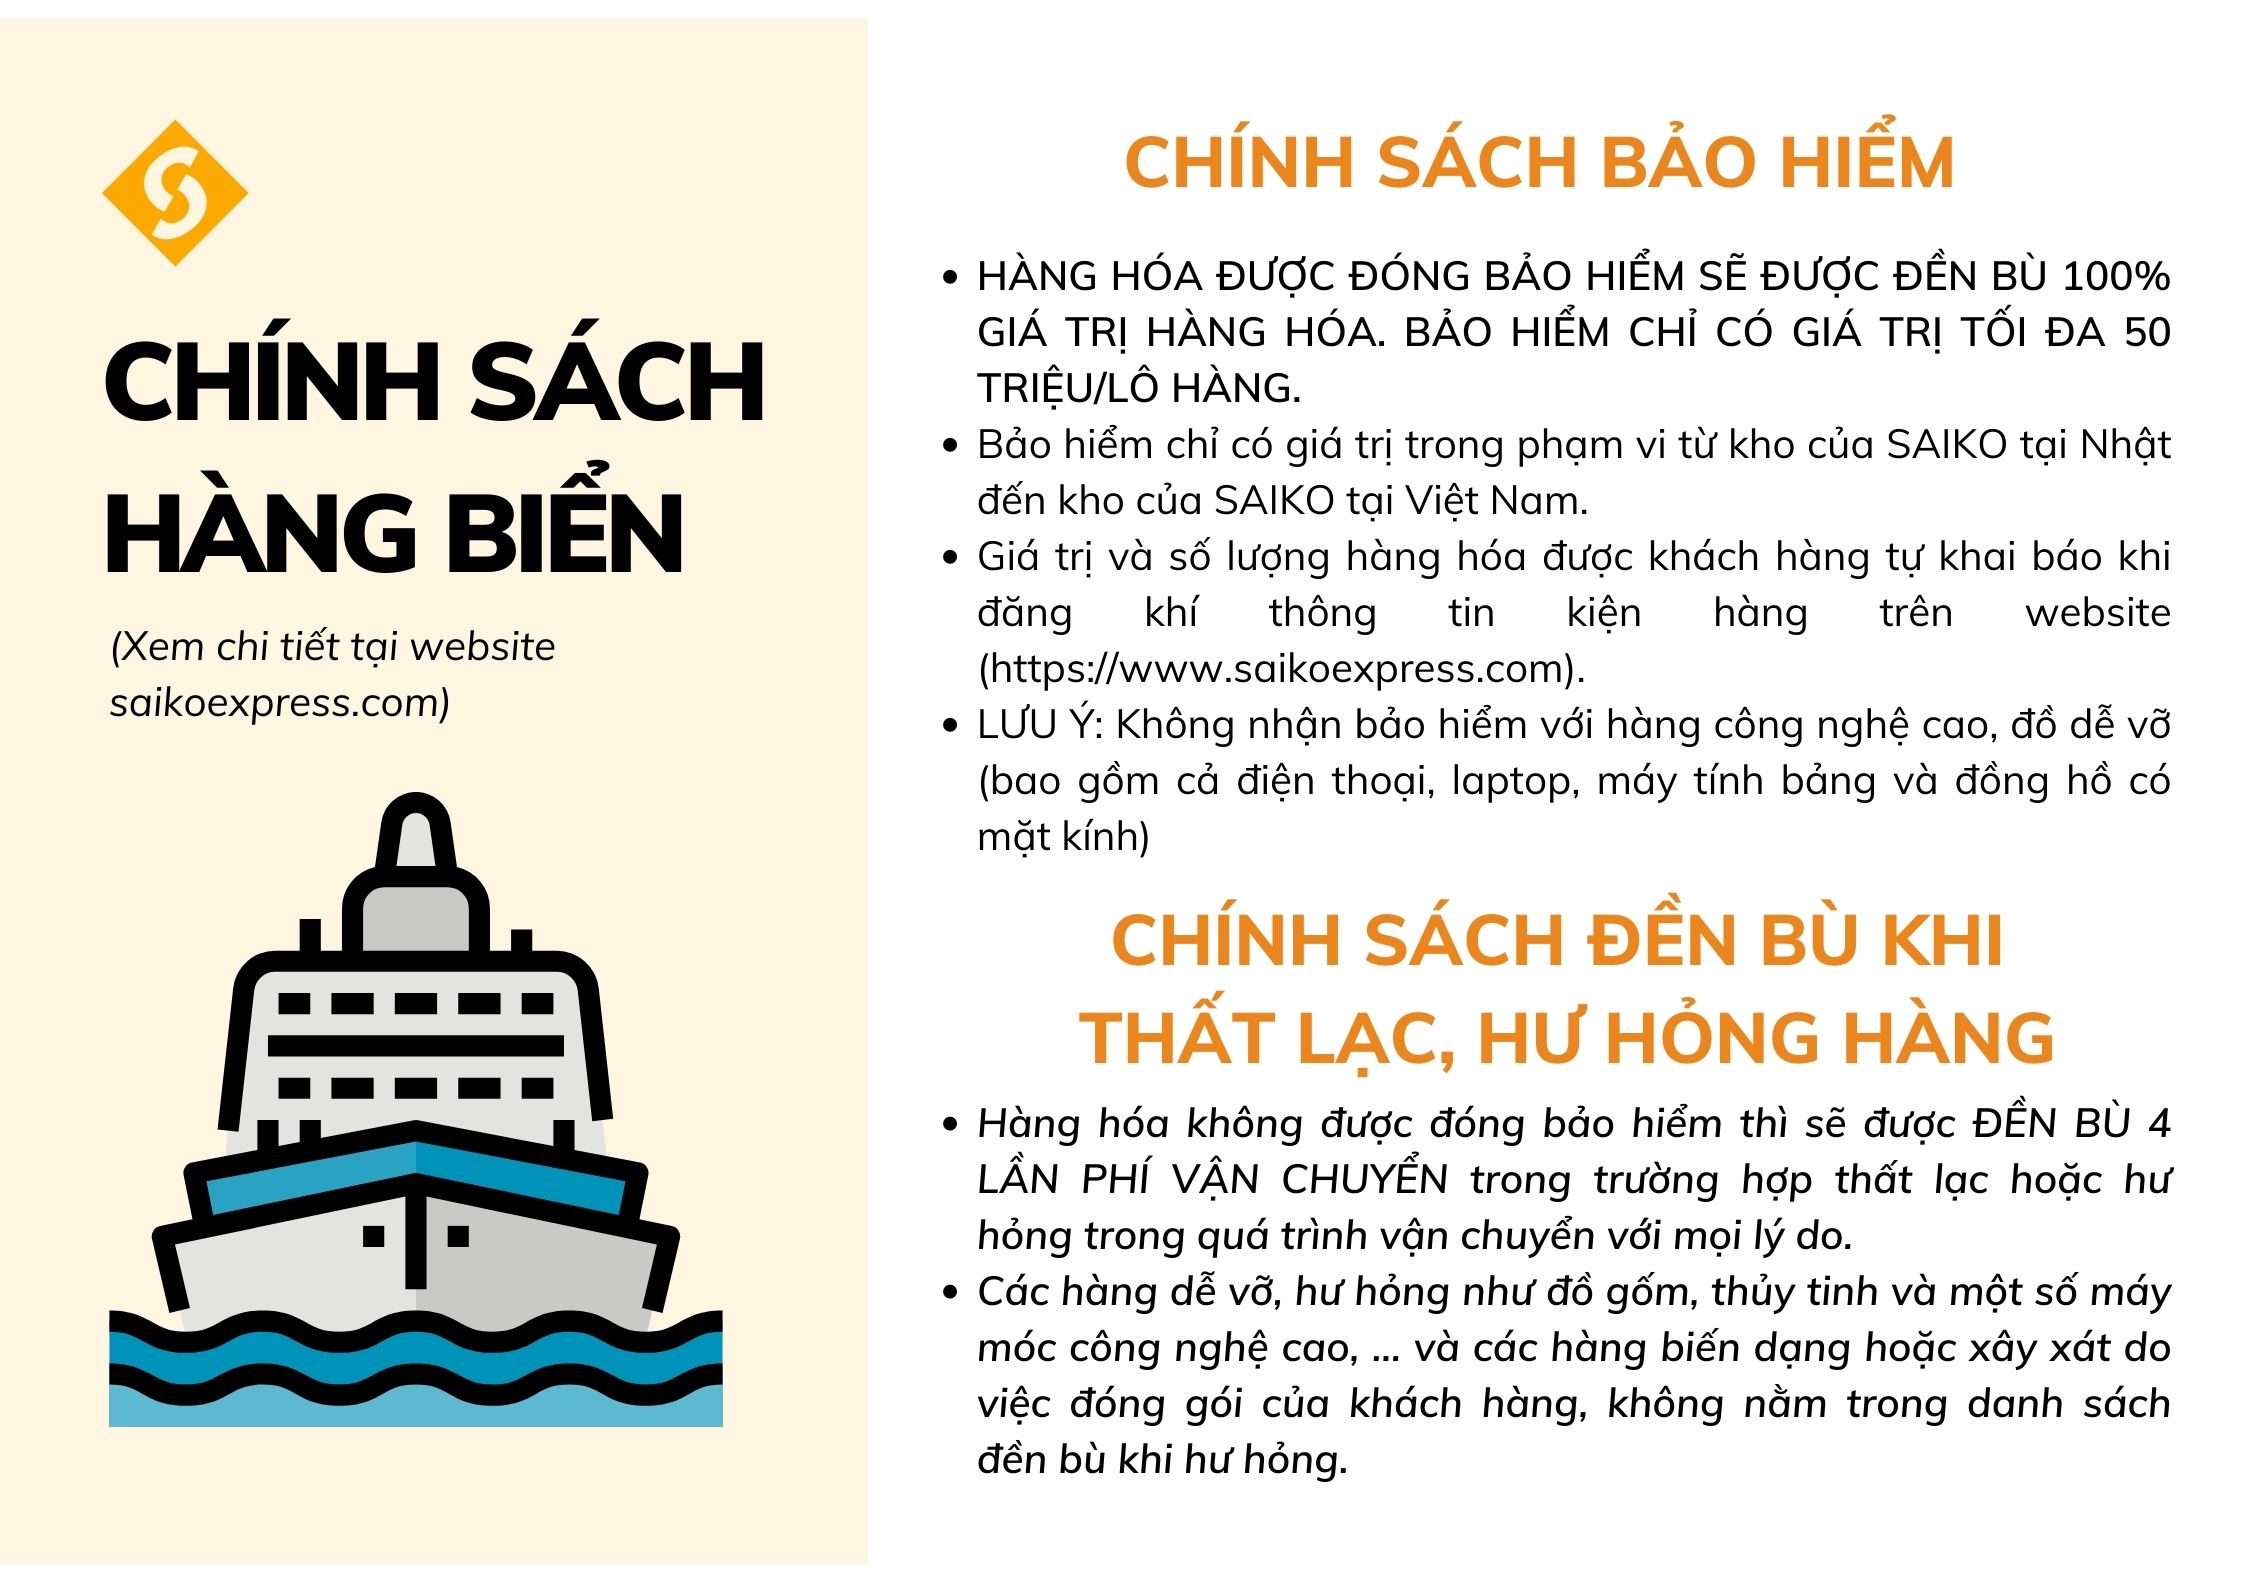 CHÍNH SÁCH
HÀNG BIỂN
(Xem chi tiết tại website
saikoexpress.com)
CHÍNH SÁCH BẢO HIỂM
• HÀNG HÓA ĐƯỢC ĐÓNG BẢO HIỂM SẼ ĐƯỢC ĐỀN BÙ 100%
GIÁ TRỊ HÀNG HÓA. BẢO HIỂM CHỈ CÓ GIÁ TRỊ TỐI ĐA 50
TRIỆU/LÔ HÀNG.
• Bảo hiểm chỉ có giá trị trong phạm vi từ kho của SAIKO tại Nhật
đến kho của SAIKO tại Việt Nam.
• Giá trị và số lượng hàng hóa được khách hàng tự khai báo khi
đăng khí thông tin kiện hàng trên website
(https://www.saikoexpress.com).
• LƯU Ý: Không nhận bảo hiểm với hàng công nghệ cao, đồ dễ vỡ
(bao gồm cả điện thoại, laptop, máy tính bảng và đồng hồ có
mặt kính)
CHÍNH SÁCH ĐỀN BÙ KHI
THẤT LẠC, HƯ HỎNG HÀNG
• Hàng hóa không được đóng bảo hiểm thì sẽ được ĐỀN BÙ 4
LẦN PHÍ VẬN CHUYỂN trong trường hợp thất lạc hoặc hư
hỏng trong quá trình vận chuyển với mọi lý do.
• Các hàng dễ vỡ, hư hỏng như đồ gốm, thủy tinh và một số máy
móc công nghệ cao, ... và các hàng biến dạng hoặc xây xát do
việc đóng gói của khách hàng, không nằm trong danh sách
đền bù khi hư hỏng.